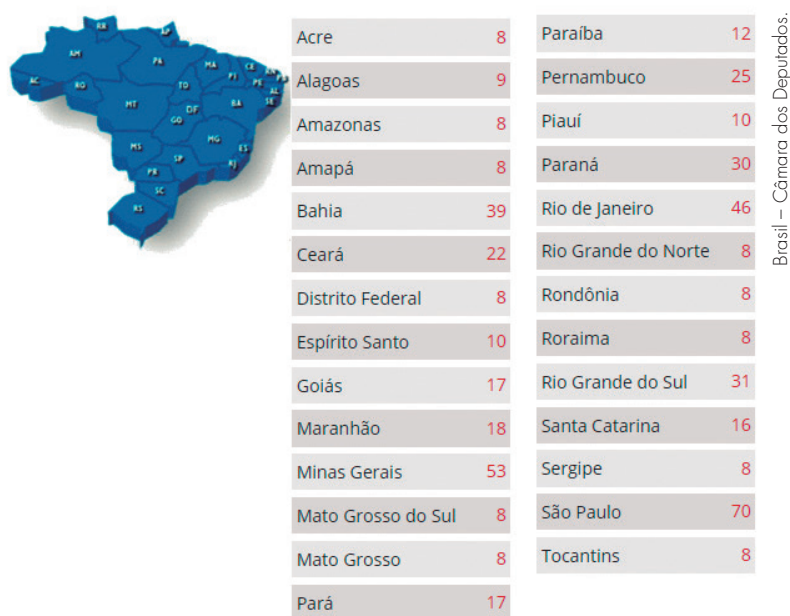 RR
AP
AM
PA
MA
CE
RN
PI
PE
AC
RO
TO
AL
SE
MT
BA
DF
GO
MG
MS
ES
SP
RJ
PR
SC
RS
Acre 8
Alagoas 9
Amazonas 8
Amapá 8
Bahia 39
Ceará 22
Distrito Federal 8
Espírito Santo 10
Goiás 17
Maranhão 18
Minas Gerais 53
Mato Grosso do Sul 8
Mato Grosso 8
Pará 17
Paraíba 12
Pernambuco 25
Piauí 10
Paraná 30
Rio de Janeiro 46
Rio Grande do Norte 8
Rondônia 8
Roraima 8
Rio Grande do Sul 31
Santa Catarina 16
Sergipe 8
São Paulo 70
Tocantins 8
Brasil – Câmara dos Deputados.